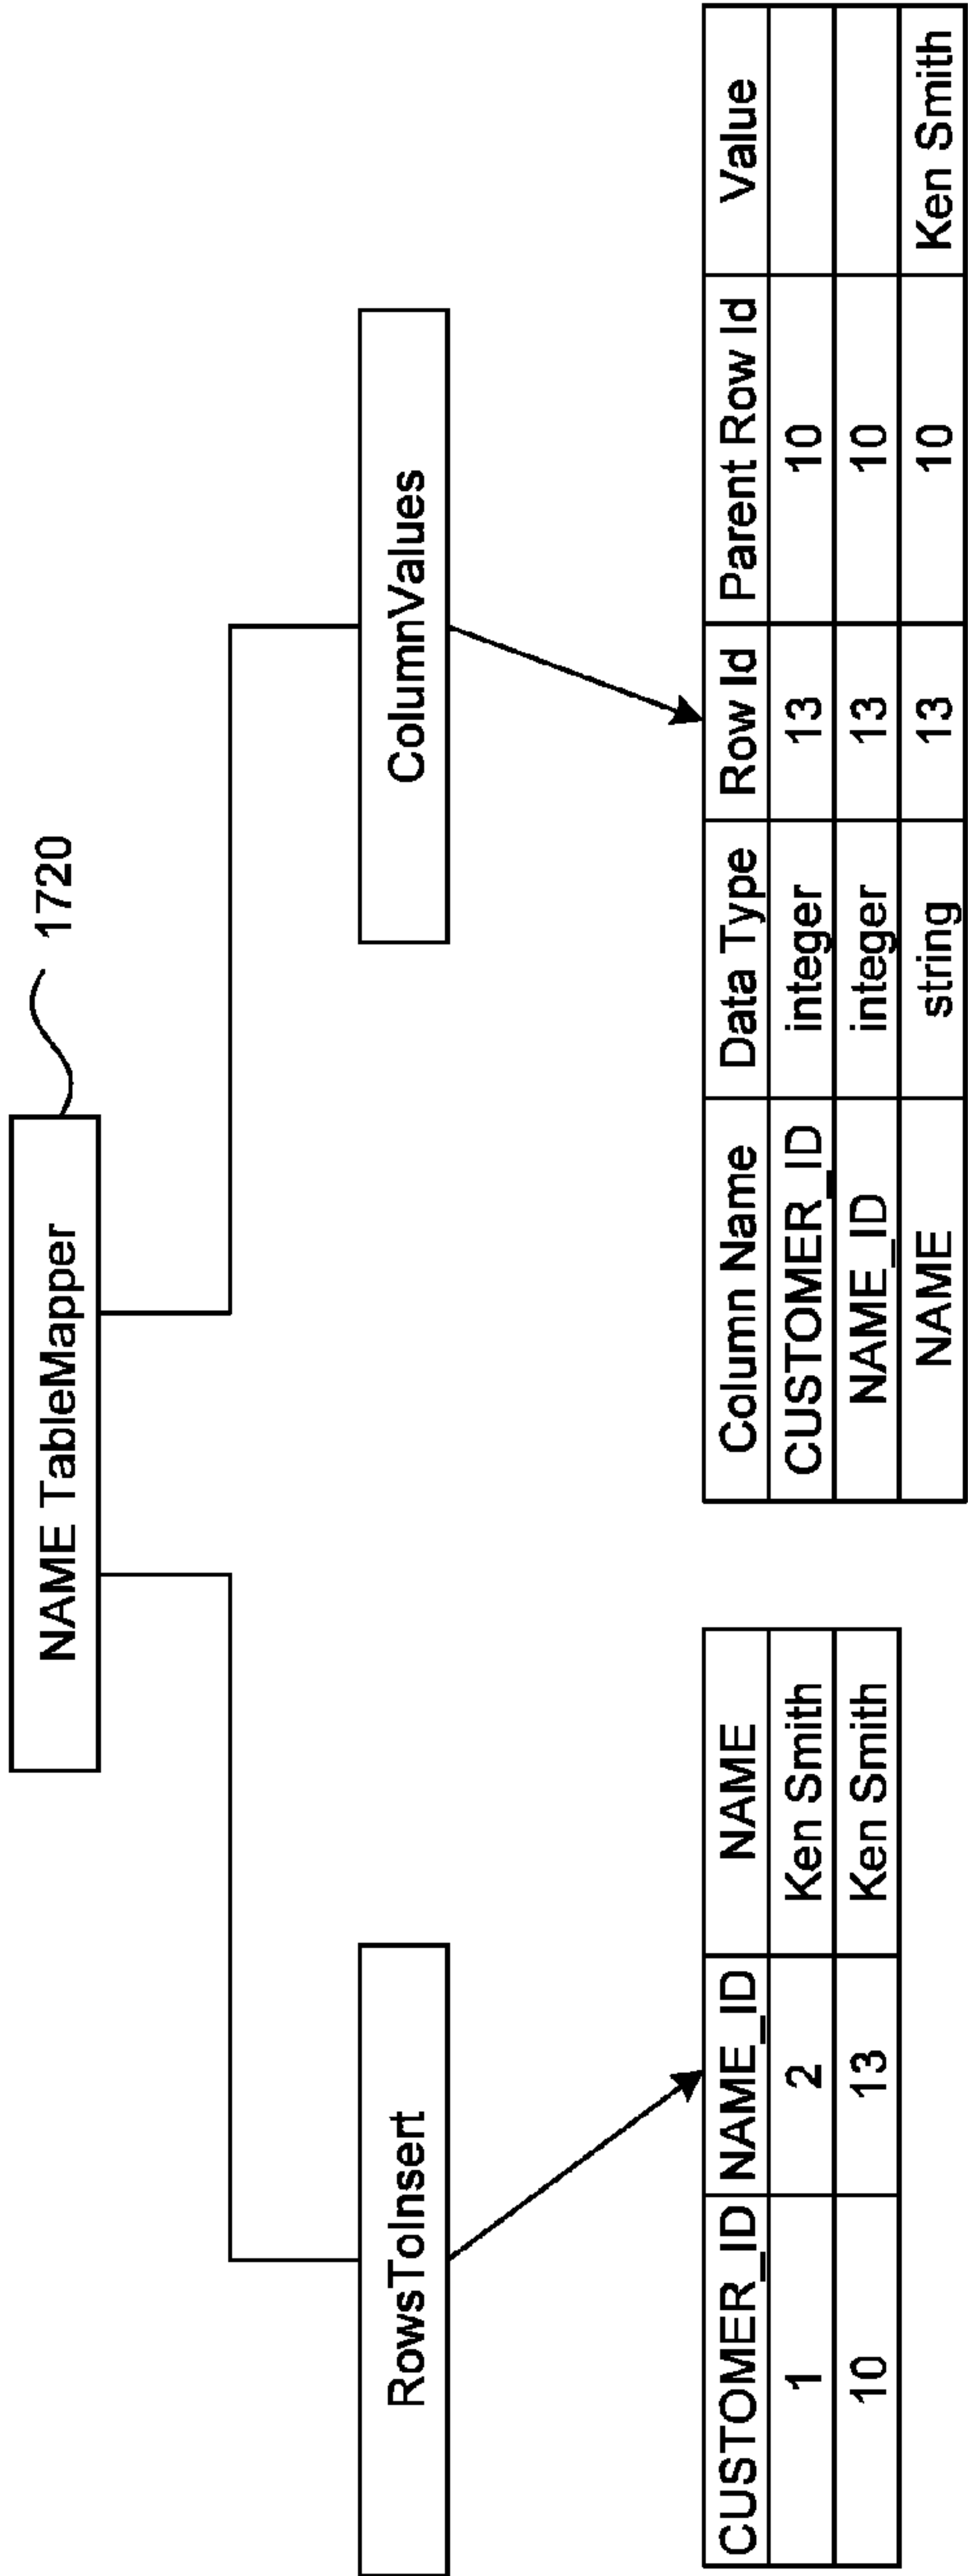 NAME TableMapper
1720
RowsToInsert
ColumnValues
CUSTOMER_ID NAME_ID NAME
1 2 Ken Smith
10 13 Ken Smith
Column Name Data Type Row Id Parent Row Id Value
CUSTOMER_ID integer 13 10
NAME_ID integer 13 10
NAME string 13 10 Ken Smith